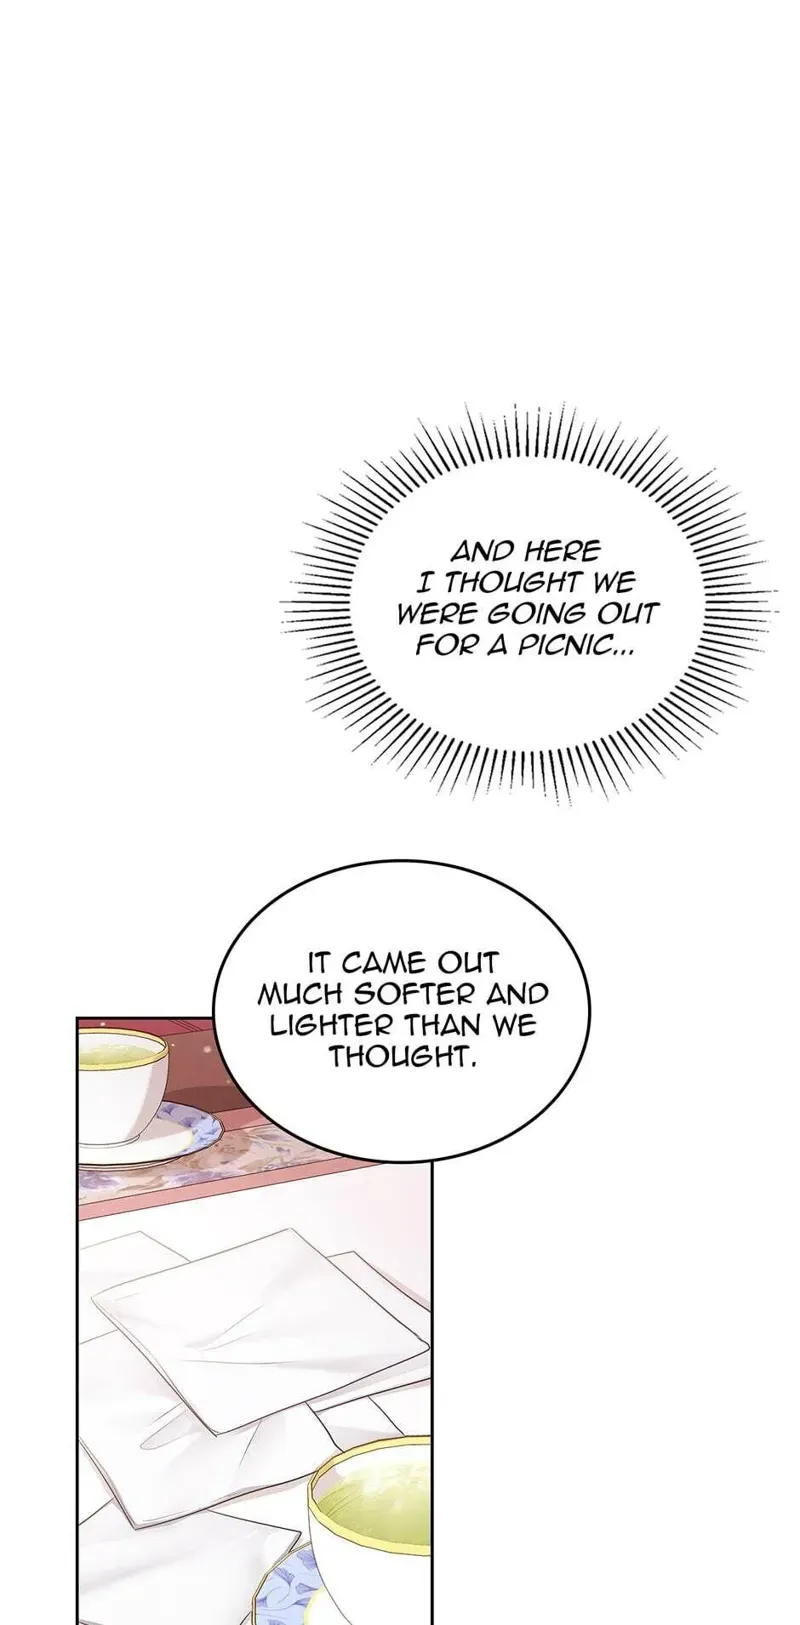 AND HERE
I THOUGHT WE
WERE GOING OUT
FOR A PICNIC...
IT CAME OUT
MUCH SOFTER AND
LIGHTER THAN WE
THOUGHT.